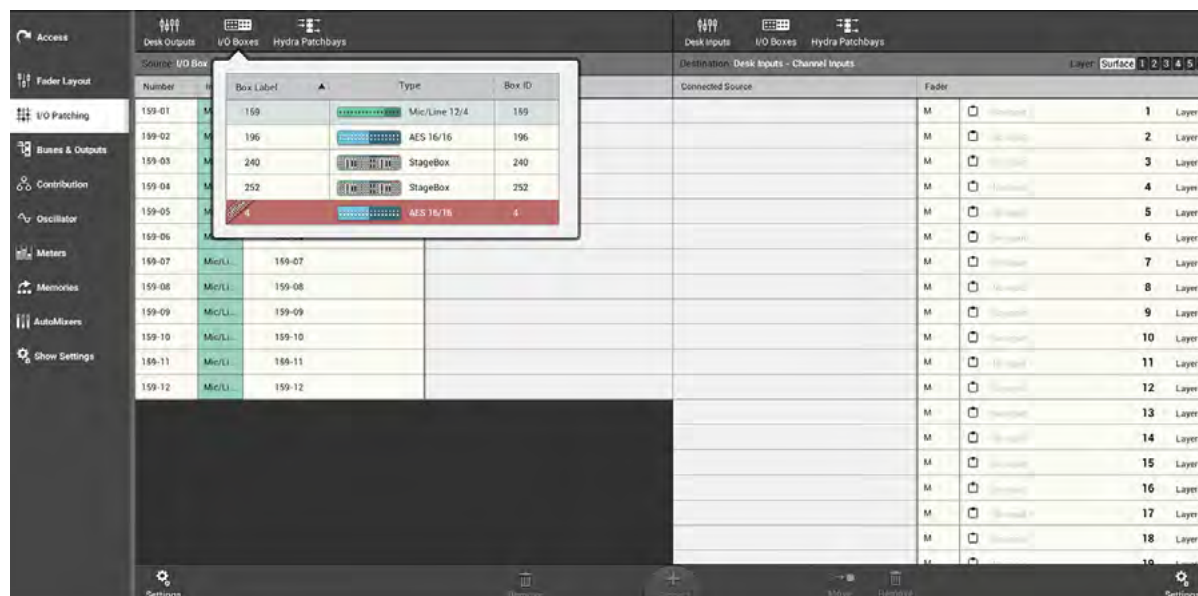 Access
Fader Layout
I/O Patching
Buses & Outputs
Contribution
Oscillator
Meters
Memories
AutoMixers
Show Settings
Desk Outputs I/O Boxes Hydra Patchbays
Source: I/O Box
Number
Box Label Type Box ID
159 Mic/Line 12/4 159
196 AES 16/16 196
240 StageBox 240
252 StageBox 252
4 AES 16/16 4
159-01 M
159-02 M
159-03 M
159-04 M
159-05 M
159-06 M
159-07 Mic/Li... 159-07
159-08 Mic/Li... 159-08
159-09 Mic/Li... 159-09
159-10 Mic/Li... 159-10
159-11 Mic/Li... 159-11
159-12 Mic/Li... 159-12
Settings
Desk Inputs I/O Boxes Hydra Patchbays
Destination: Desk Inputs - Channel Inputs Layer: Surface 1 2 3 4 5
Connected Source Fader
M 1 Layer
M 2 Layer
M 3 Layer
M 4 Layer
M 5 Layer
M 6 Layer
M 7 Layer
M 8 Layer
M 9 Layer
M 10 Layer
M 11 Layer
M 12 Layer
M 13 Layer
M 14 Layer
M 15 Layer
M 16 Layer
M 17 Layer
M 18 Layer
M 19 Layer
Move Remove
Settings